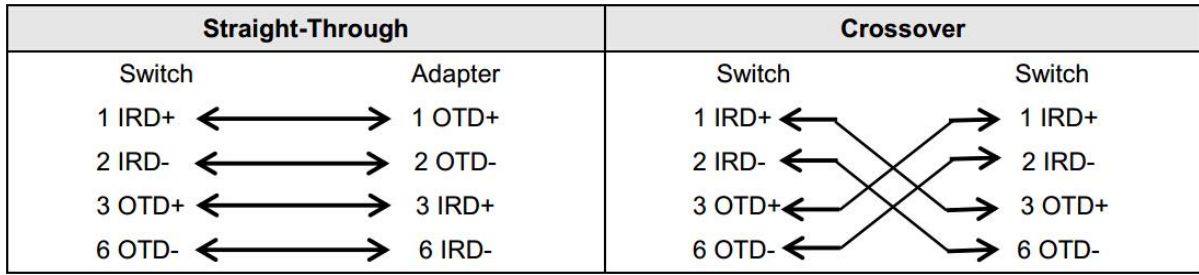 Straight-Through Crossover
Switch Adapter Switch Switch
1 IRD+ 1 OTD+ 1 IRD+ 1 IRD+
2 IRD- 2 OTD- 2 IRD- 2 IRD-
3 OTD+ 3 IRD+ 3 OTD+ 3 OTD+
6 OTD- 6 IRD- 6 OTD- 6 OTD-